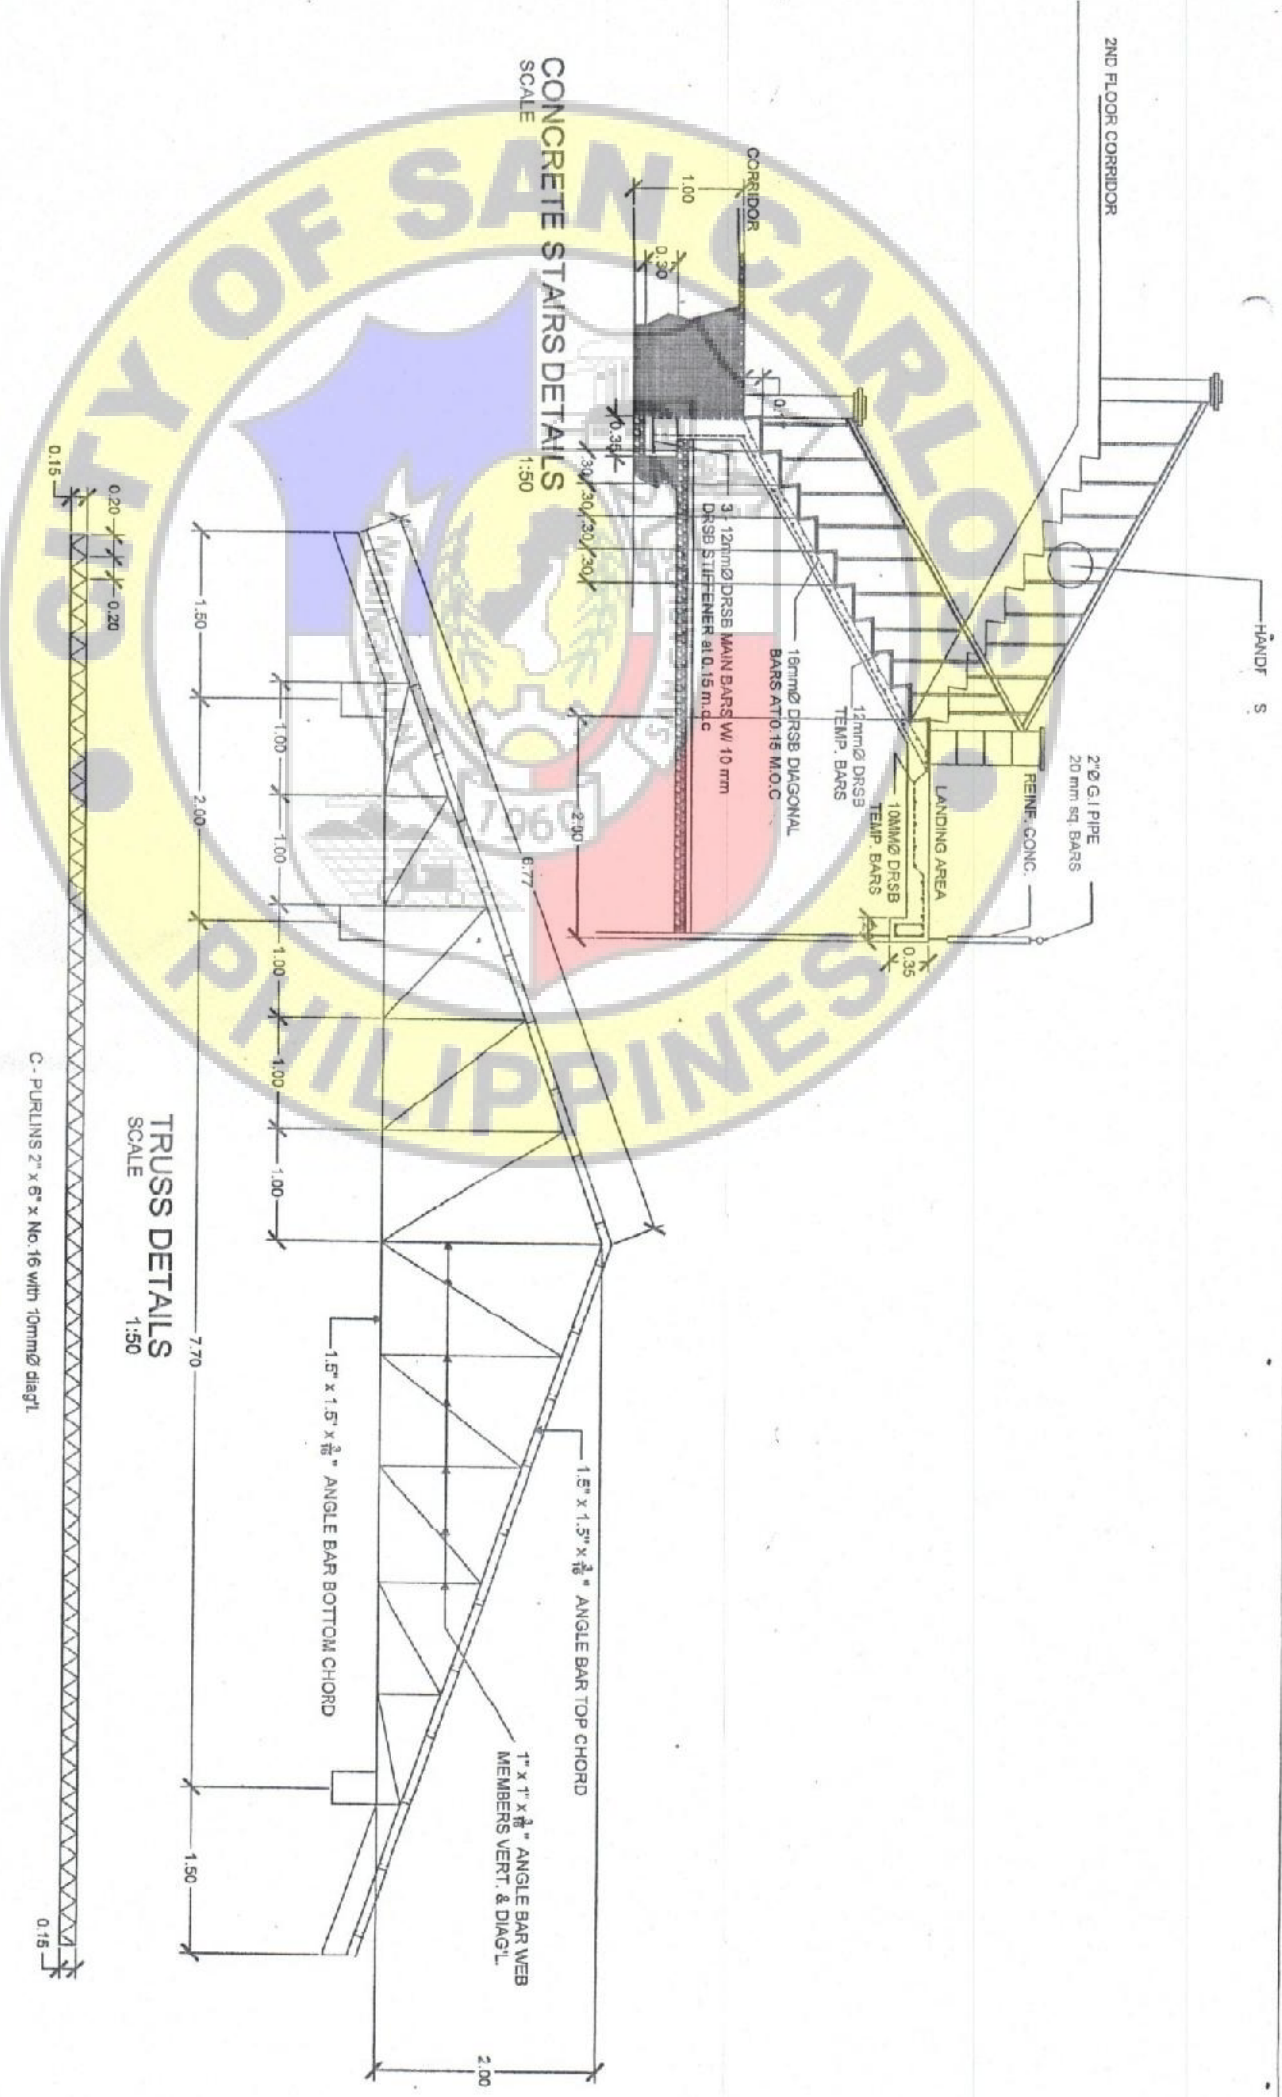 2ND FLOOR CORRIDOR
HANDF S
2"Ø G.I PIPE
20 mm sq. BARS
REINF. CONC.
LANDING AREA
10MMØ DRSB
TEMP. BARS
12mmØ DRSB
TEMP. BARS
16mmØ DRSB DIAGONAL
BARS AT 0.15 M.O.C
3 - 12mmØ DRSB MAIN BARS W/ 10 mm
DRSB STIFFENER at 0.15 m.o.c
CORRIDOR
1.00
0.30
0.35
.30
.30
.30
.30
2.90
0.35
CONCRETE STAIRS DETAILS
SCALE 1:50
6.77
1.5" x 1.5" x 3/16" ANGLE BAR TOP CHORD
1" x 1" x 3/16" ANGLE BAR WEB
MEMBERS VERT. & DIAG'L.
1.5" x 1.5" x 3/16" ANGLE BAR BOTTOM CHORD
2.00
1.00
1.00
1.00
1.00
1.00
1.50
2.00
7.70
1.50
TRUSS DETAILS
SCALE 1:50
0.15
0.20
0.20
0.15
C - PURLINS 2" x 6" x No.16 with 10mmØ diag'l.
CITY OF SAN CARLOS
PHILIPPINES
1960